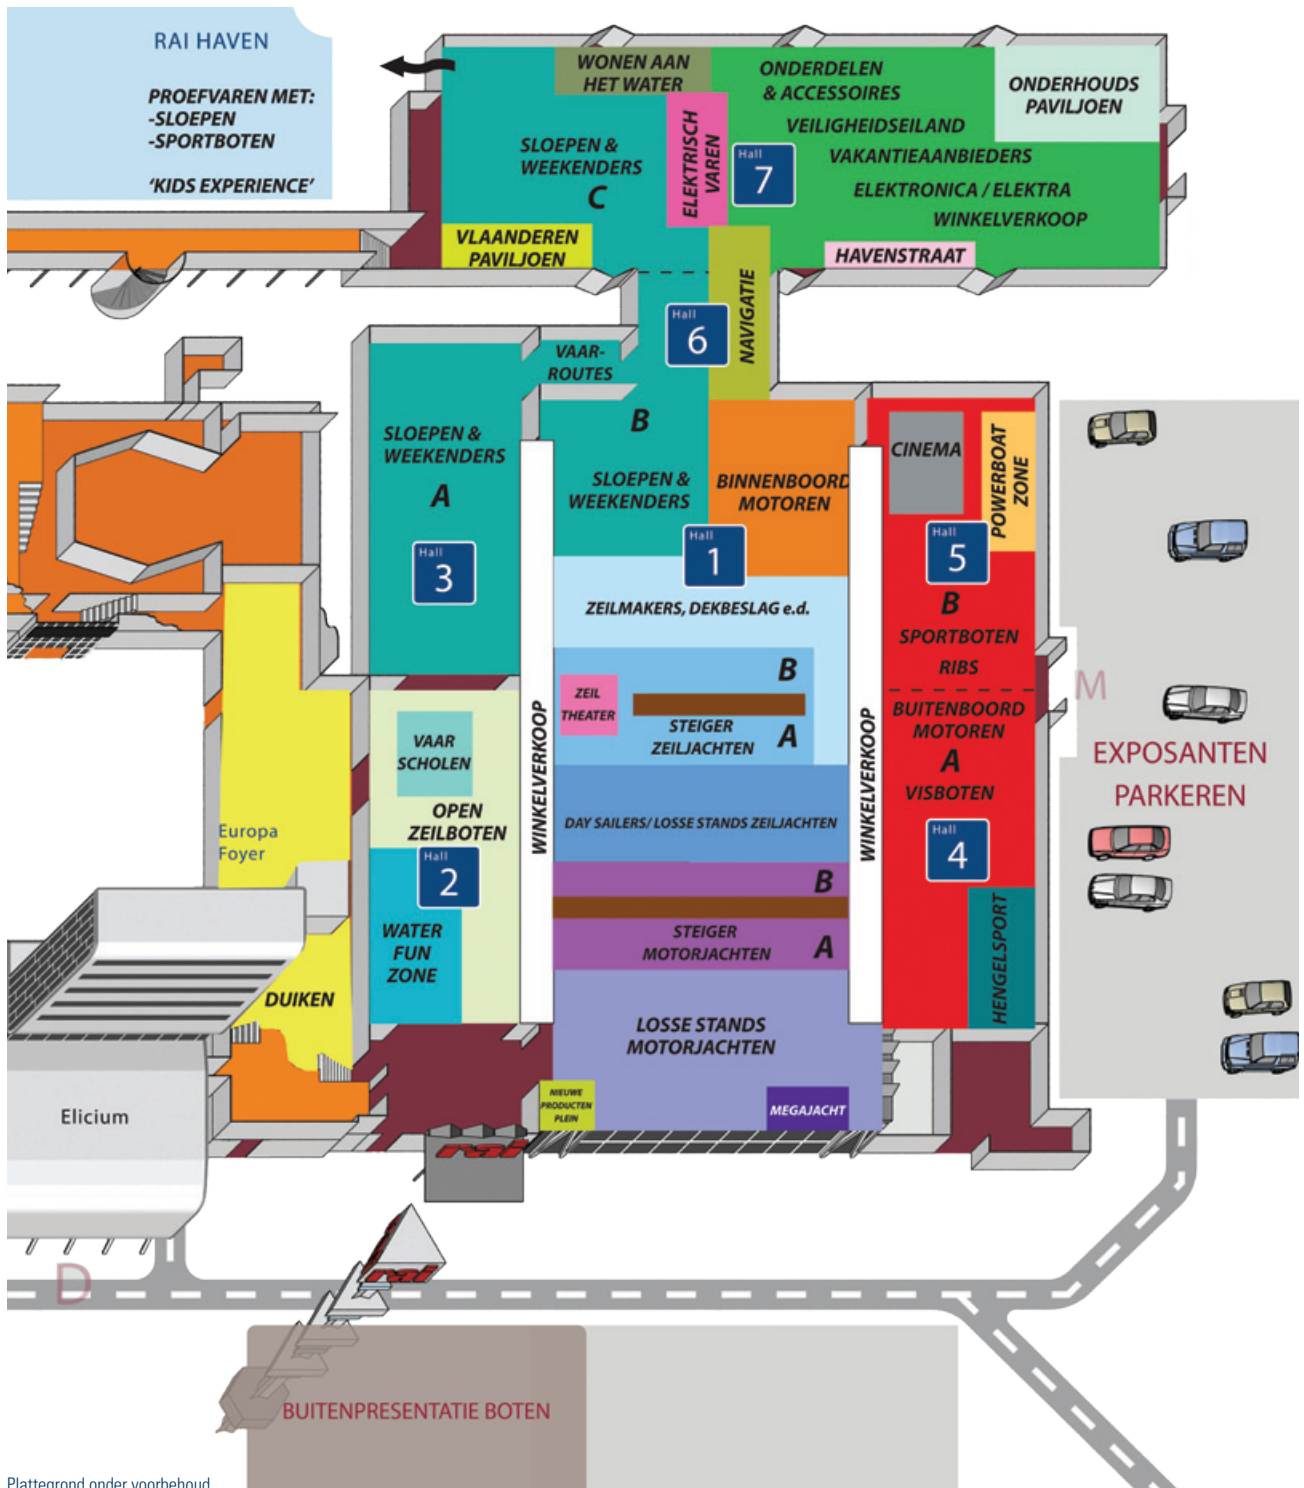 RAI HAVEN
PROEFVAREN MET:
-SLOEPEN
-SPORTBOTEN
'KIDS EXPERIENCE'
WONEN AAN
HET WATER
ONDERDELEN
& ACCESSOIRES
ONDERHOUDS
PAVILJOEN
SLOEPEN &
WEEKENDERS
C
ELEKTRISCH
VAREN
Hall
7
VEILIGHEIDSEILAND
VAKANTIEAANBIEDERS
ELEKTRONICA / ELEKTRA
WINKELVERKOOP
VLAANDEREN
PAVILJOEN
HAVENSTRAAT
NAVIGATIE
Hall
6
VAAR-
ROUTES
SLOEPEN &
WEEKENDERS
A
Hall
3
B
SLOEPEN &
WEEKENDERS
BINNENBOORD
MOTOREN
Hall
1
CINEMA
POWERBOAT
ZONE
Hall
5
B
SPORTBOTEN
RIBS
ZEILMAKERS, DEKBESLAG e.d.
B
ZEIL
THEATER
STEIGER
ZEILJACHTEN
A
BUITENBOORD
MOTOREN
A
VISBOTEN
Hall
4
HENGELSPORT
M
EXPOSANTEN
PARKEREN
VAAR
SCHOLEN
OPEN
ZEILBOTEN
Hall
2
WATER
FUN
ZONE
WINKELVERKOOP
WINKELVERKOOP
DAY SAILERS/ LOSSE STANDS ZEILJACHTEN
B
STEIGER
MOTORJACHTEN
A
LOSSE STANDS
MOTORJACHTEN
NIEUWE
PRODUCTEN
PLEIN
MEGAJACHT
Europa
Foyer
DUIKEN
Elicium
rai
rai
D
BUITENPRESENTATIE BOTEN
Plattegrond onder voorbehoud